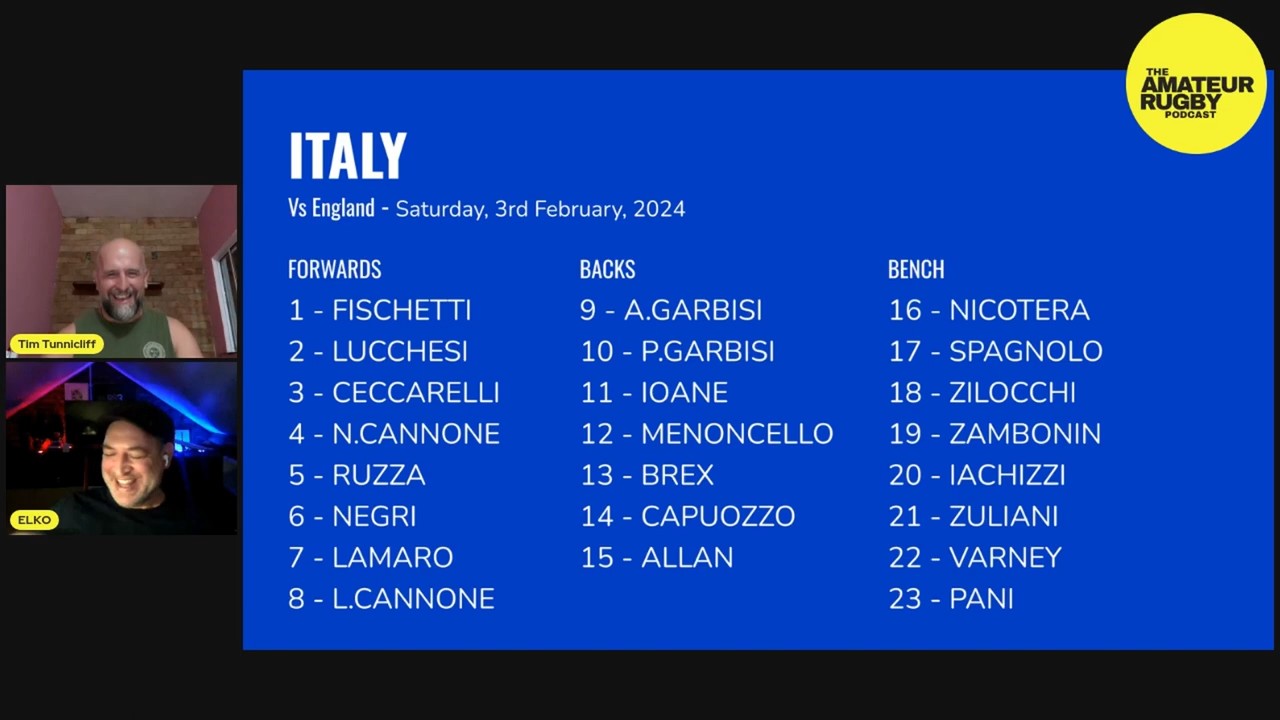 THE
AMATEUR
RUGBY
PODCAST
ITALY
Vs England - Saturday, 3rd February, 2024
FORWARDS
1 - FISCHETTI
2 - LUCCHESI
3 - CECCARELLI
4 - N.CANNONE
5 - RUZZA
6 - NEGRI
7 - LAMARO
8 - L.CANNONE
BACKS
9 - A.GARBISI
10 - P.GARBISI
11 - IOANE
12 - MENONCELLO
13 - BREX
14 - CAPUOZZO
15 - ALLAN
BENCH
16 - NICOTERA
17 - SPAGNOLO
18 - ZILOCCHI
19 - ZAMBONIN
20 - IACHIZZI
21 - ZULIANI
22 - VARNEY
23 - PANI
Tim Tunnicliff
ELKO